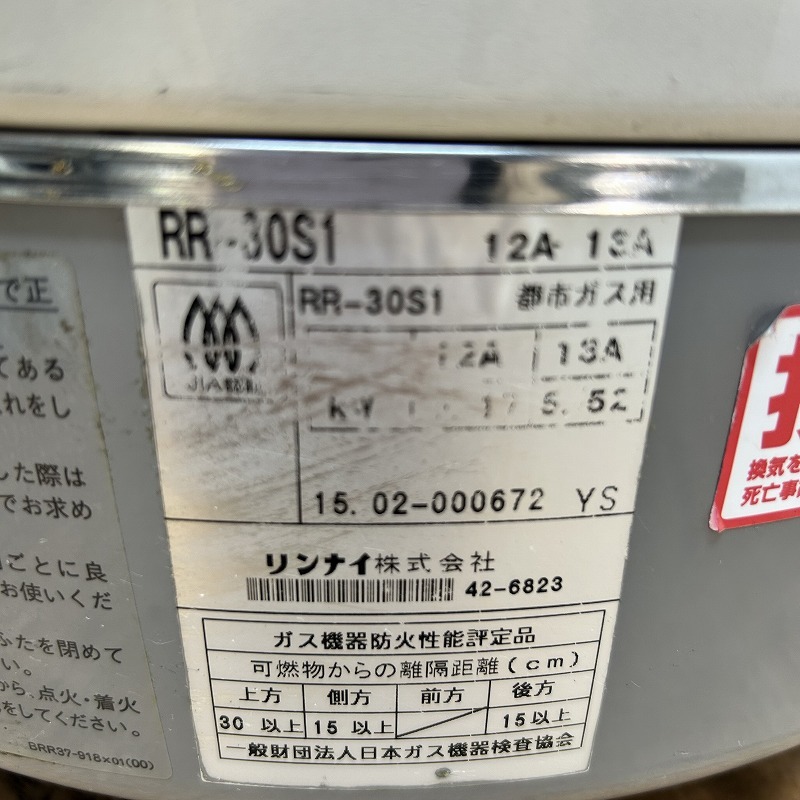 RR-30S1 12A 13A
RR-30S1 都市ガス用
12A 13A
kW 5.52
15.02-000672 YS
リンナイ株式会社
42-6823
ガス機器防火性能評定品
可燃物からの離隔距離(cm)
上方 側方 前方 後方
30 以上 15 以上 15以上
一般財団法人日本ガス機器検査協会
で正
てある
れをし
した際は
でお求め
ごとに良
お使いくだ
ふたを閉めて
い。
から、点火・着火
をしてください。
BRR37-918×01(00)
換気を
死亡事